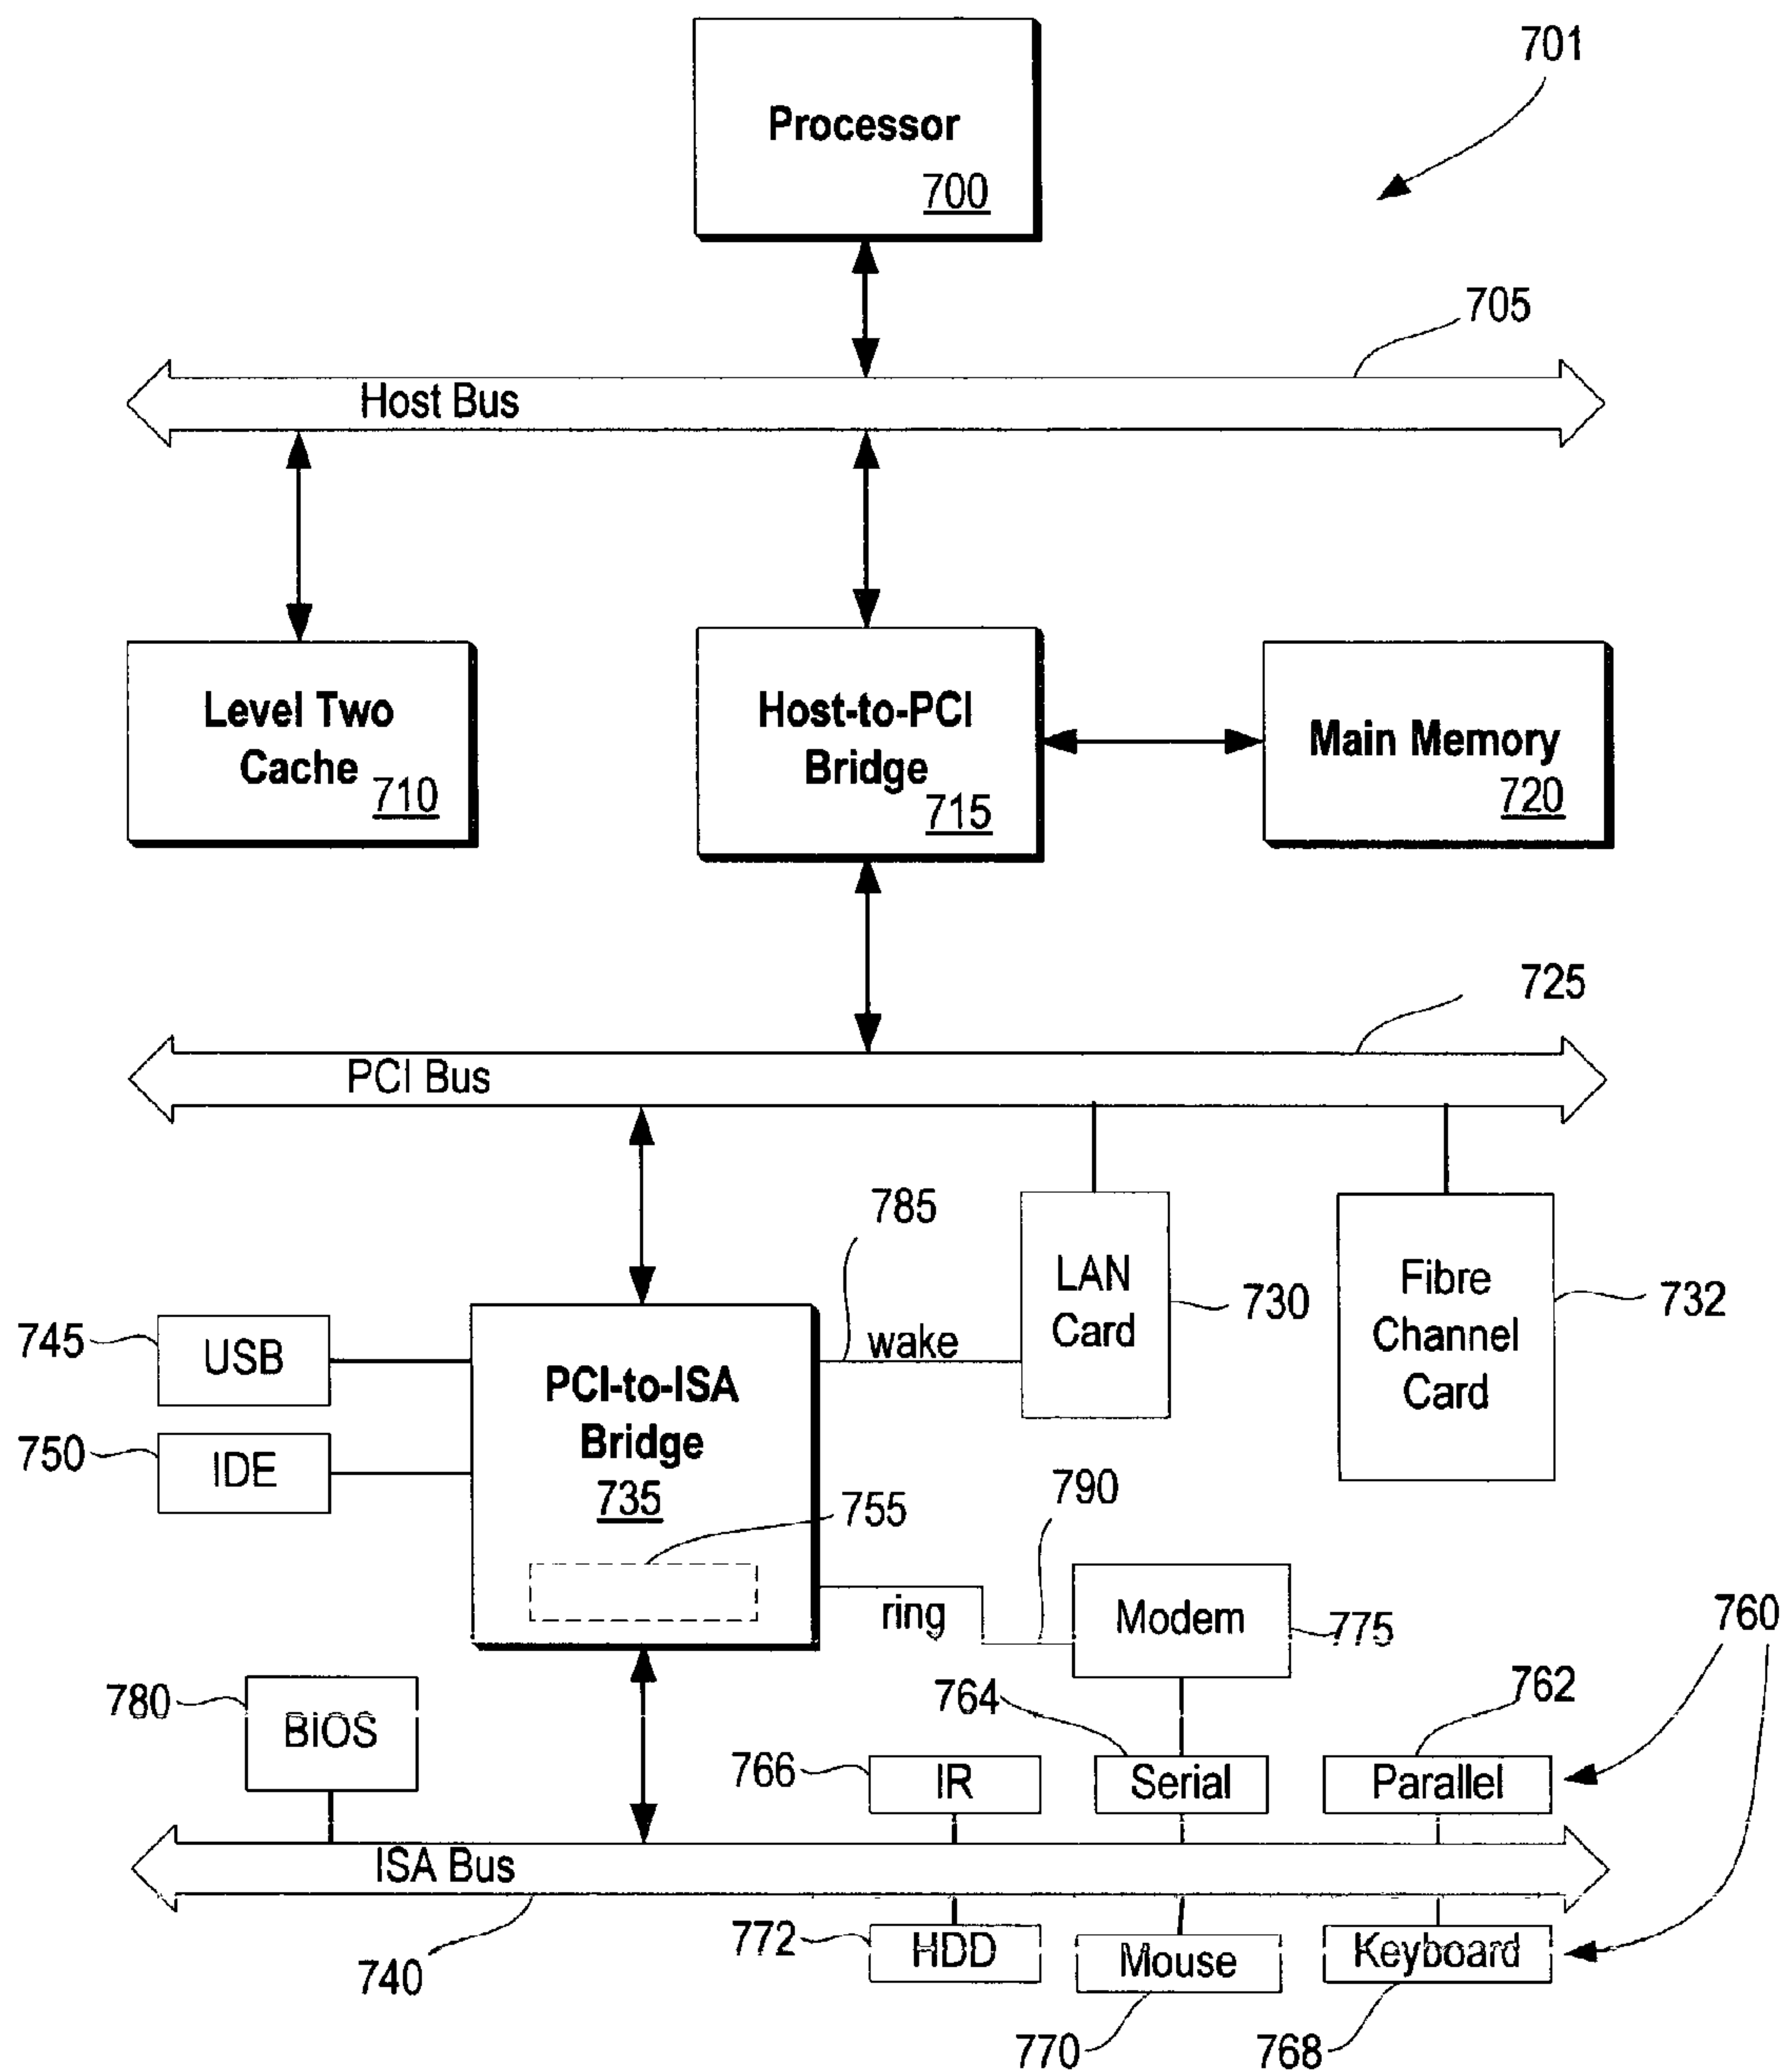 701
Processor
700
705
Host Bus
Level Two
Cache
710
Host-to-PCI
Bridge
715
Main Memory
720
725
PCI Bus
785
LAN
Card
730
Fibre
Channel
Card
732
wake
745
USB
750
IDE
PCI-to-ISA
Bridge
735
755
790
ring
Modem
775
760
780
BIOS
764
762
766
IR
Serial
Parallel
ISA Bus
740
772
HDD
Mouse
Keyboard
770
768